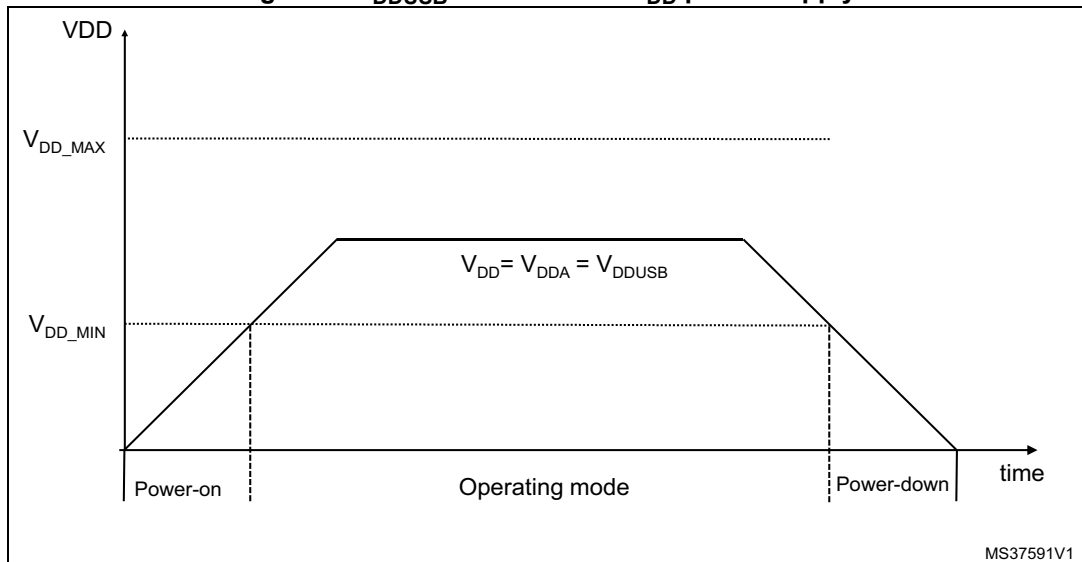 VDD
V_DD_MAX
V_DD= V_DDA = V_DDUSB
V_DD_MIN
time
Power-on Operating mode Power-down
MS37591V1